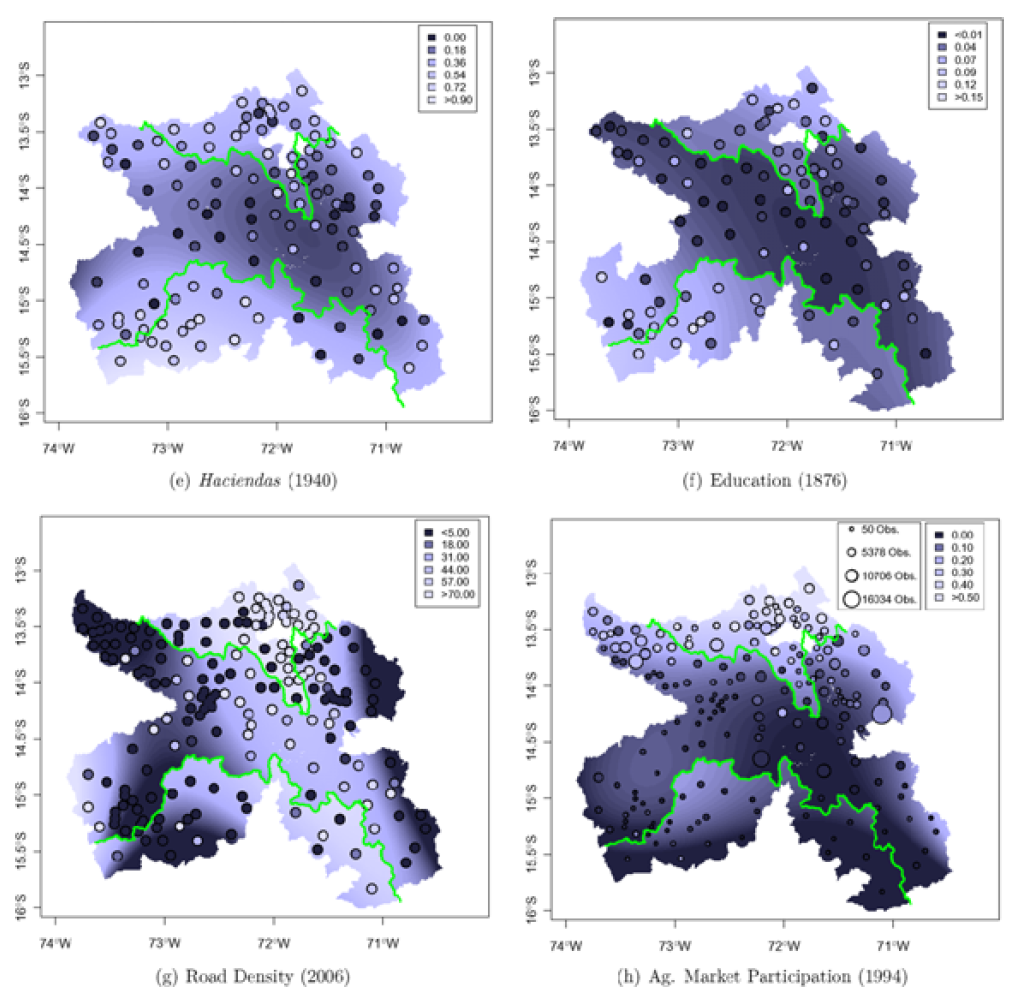 0.00
0.18
0.36
0.54
0.72
>0.90
13°S
13.5°S
14°S
14.5°S
15°S
15.5°S
16°S
74°W
73°W
72°W
71°W
(e) Haciendas (1940)
<0.01
0.04
0.07
0.09
0.12
>0.15
13°S
13.5°S
14°S
14.5°S
15°S
15.5°S
16°S
74°W
73°W
72°W
71°W
(f) Education (1876)
<5.00
18.00
31.00
44.00
57.00
>70.00
13°S
13.5°S
14°S
14.5°S
15°S
15.5°S
16°S
74°W
73°W
72°W
71°W
(g) Road Density (2006)
50 Obs.
5378 Obs.
10706 Obs.
16034 Obs.
0.00
0.10
0.20
0.30
0.40
>0.50
13°S
13.5°S
14°S
14.5°S
15°S
15.5°S
16°S
74°W
73°W
72°W
71°W
(h) Ag. Market Participation (1994)